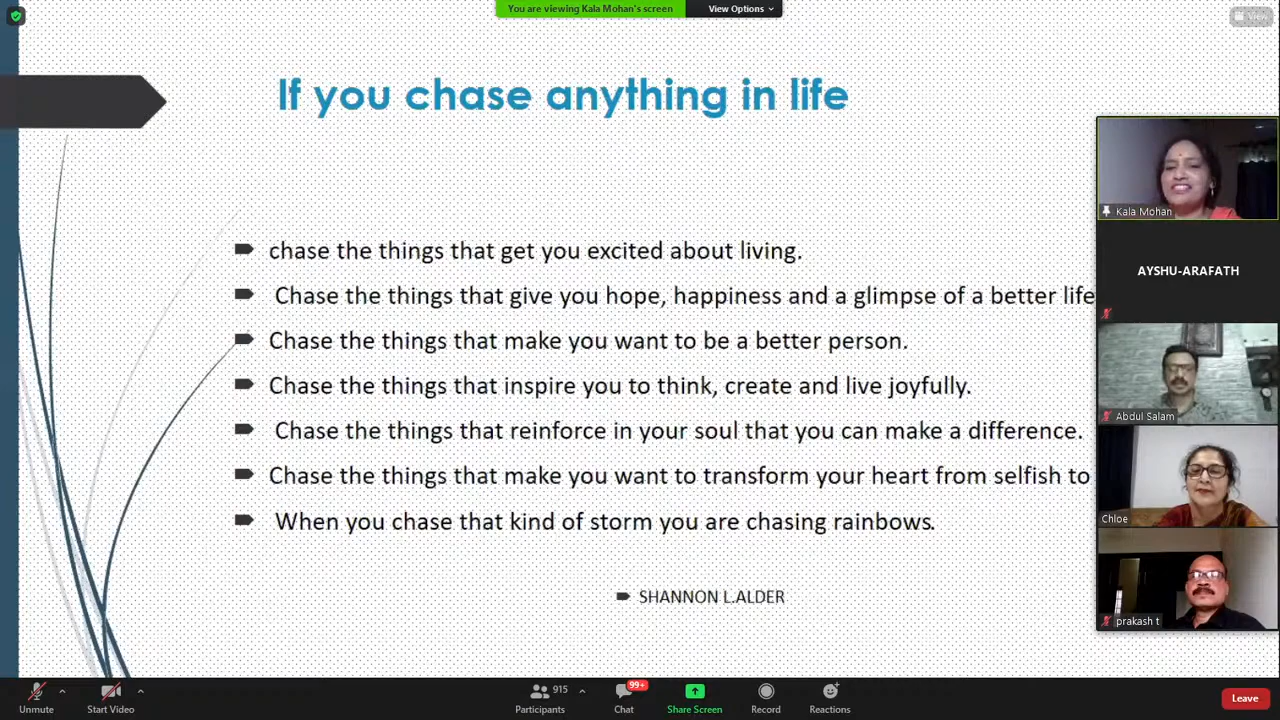 You are viewing Kala Mohan's screen
View Options
View
If you chase anything in life
chase the things that get you excited about living.
Chase the things that give you hope, happiness and a glimpse of a better life
Chase the things that make you want to be a better person.
Chase the things that inspire you to think, create and live joyfully.
Chase the things that reinforce in your soul that you can make a difference.
Chase the things that make you want to transform your heart from selfish to
When you chase that kind of storm you are chasing rainbows.
SHANNON L.ALDER
Kala Mohan
AYSHU-ARAFATH
Abdul Salam
Chloe
prakash t
Unmute
Start Video
915
Participants
99+
Chat
Share Screen
Record
Reactions
Leave